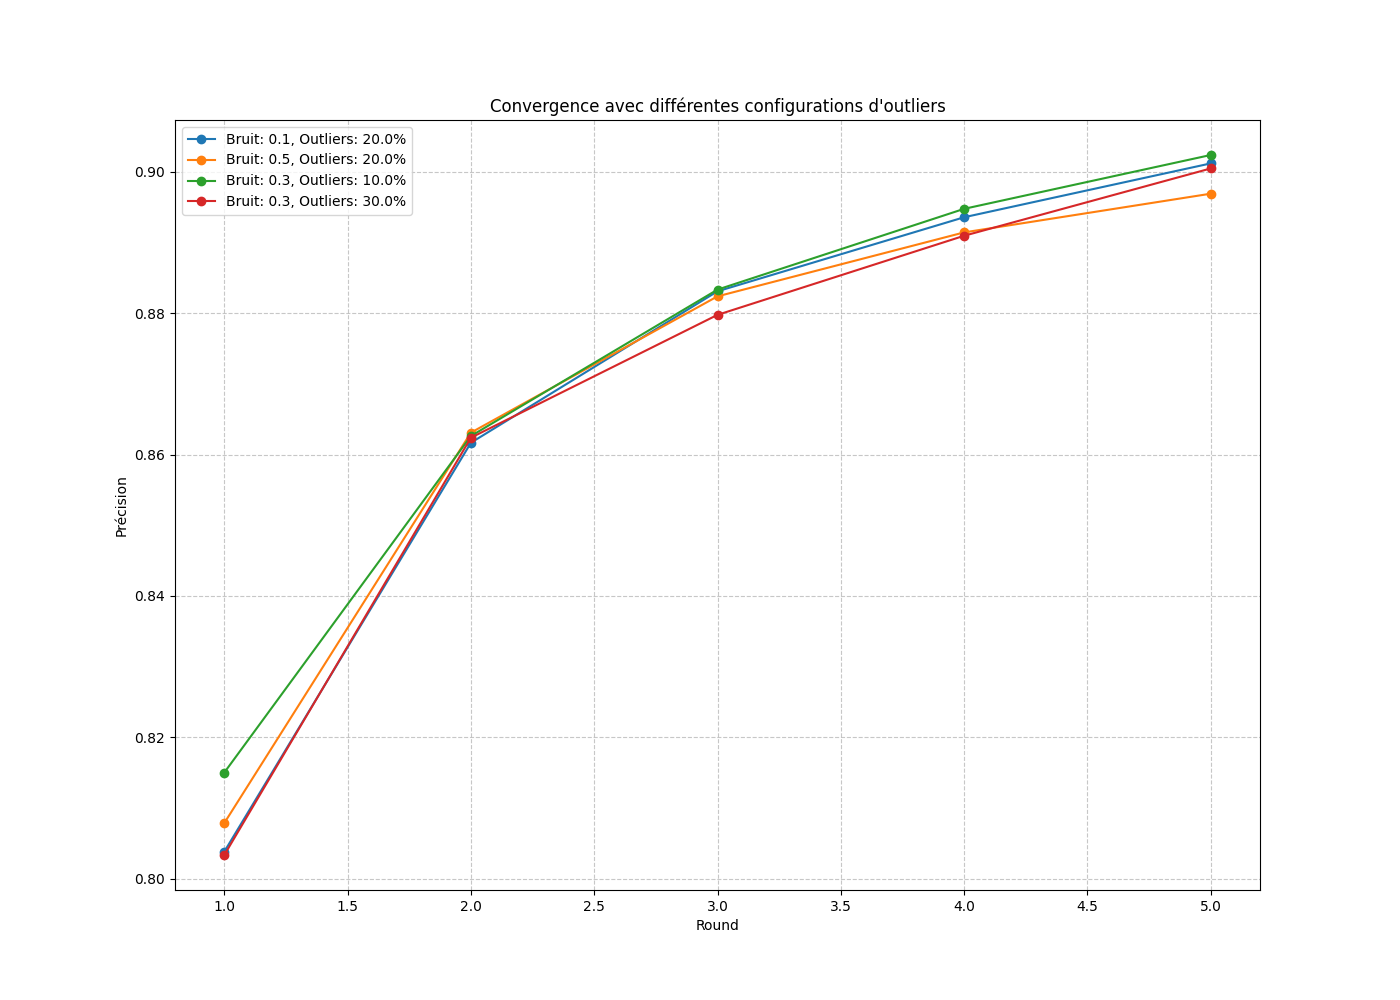 Convergence avec différentes configurations d'outliers
Bruit: 0.1, Outliers: 20.0%
Bruit: 0.5, Outliers: 20.0%
Bruit: 0.3, Outliers: 10.0%
Bruit: 0.3, Outliers: 30.0%
Précision
0.90
0.88
0.86
0.84
0.82
0.80
1.0 1.5 2.0 2.5 3.0 3.5 4.0 4.5 5.0
Round